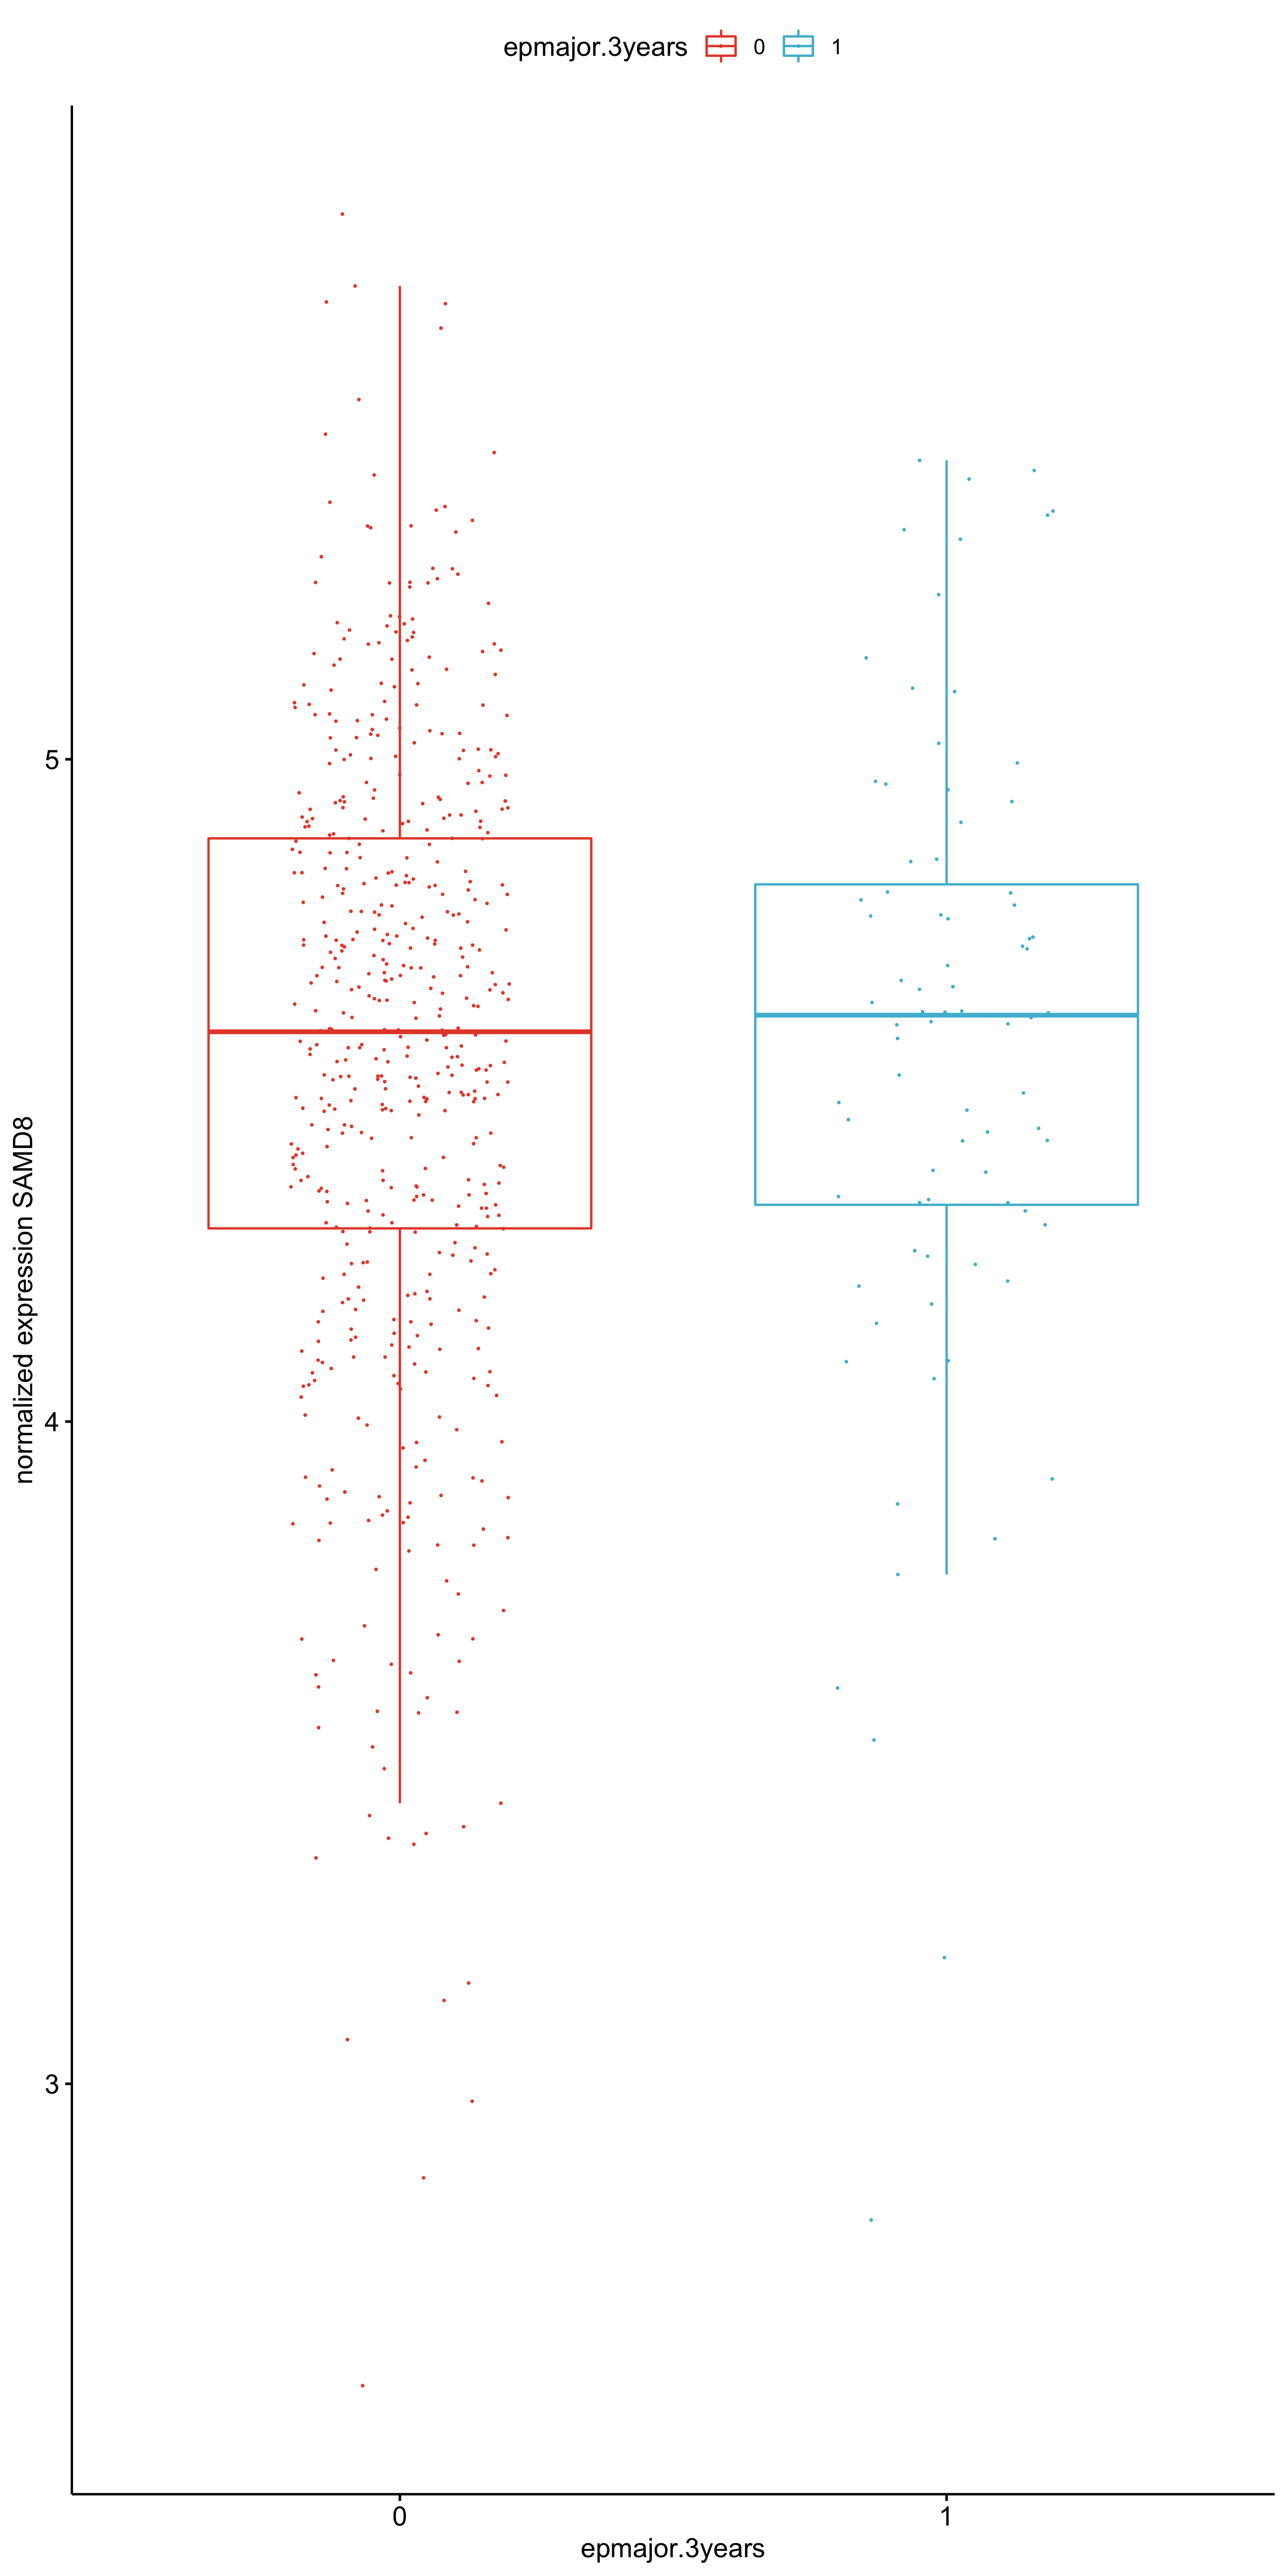 epmajor.3years 0 1
normalized expression SAMD8
5
4
3
0 1
epmajor.3years